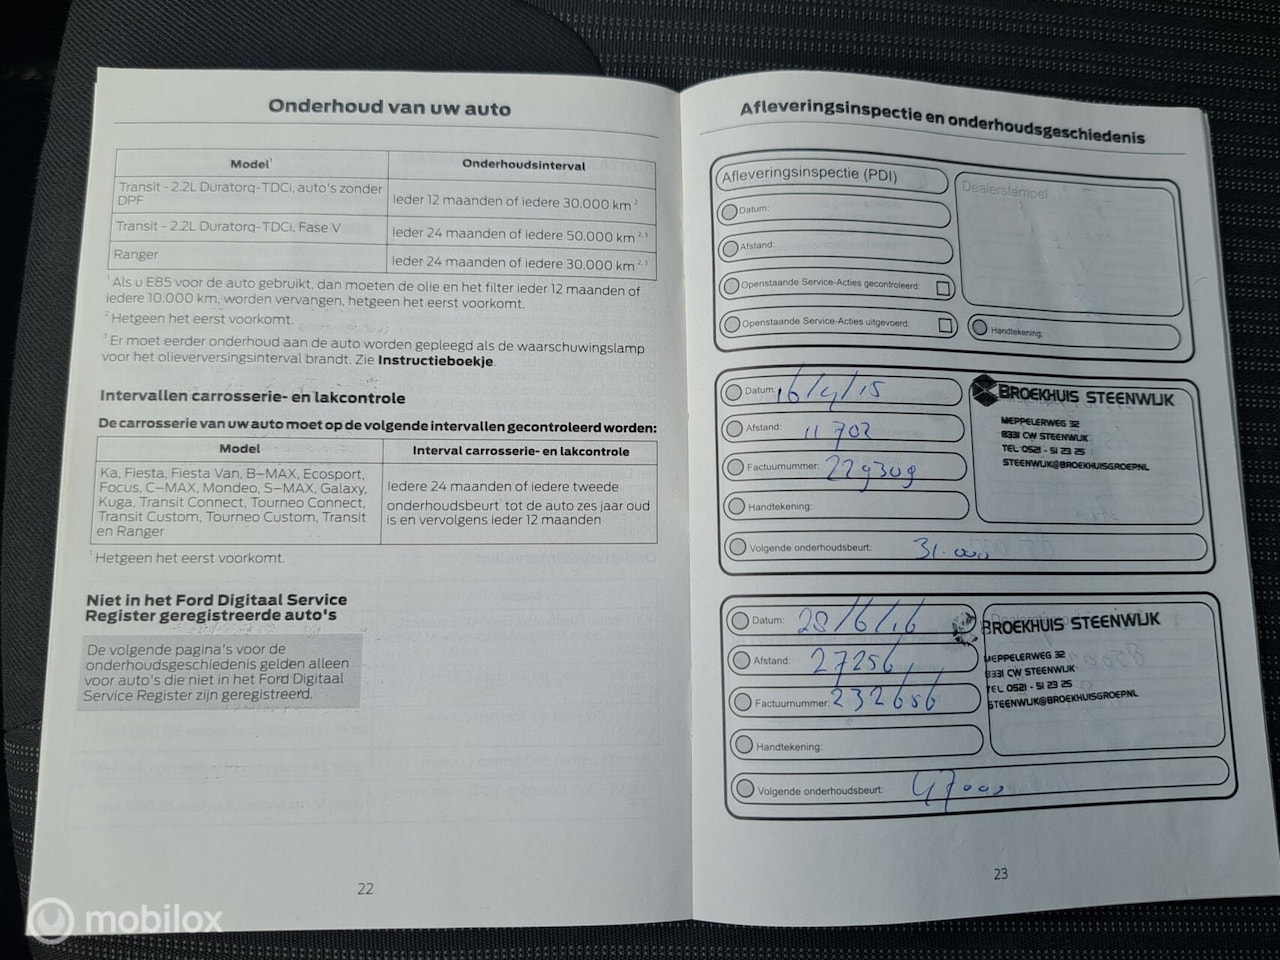 Onderhoud van uw auto
Model¹ Onderhoudsinterval
Transit - 2.2L Duratorq-TDCi, auto's zonder
DPF
Ieder 12 maanden of iedere 30.000 km ²
Transit - 2.2L Duratorq-TDCi, Fase V
Ieder 24 maanden of iedere 50.000 km ²,³
Ranger
Ieder 24 maanden of iedere 30.000 km ²,³
¹ Als u E85 voor de auto gebruikt, dan moeten de olie en het filter ieder 12 maanden of
iedere 10.000 km, worden vervangen, hetgeen het eerst voorkomt.
² Hetgeen het eerst voorkomt.
³ Er moet eerder onderhoud aan de auto worden gepleegd als de waarschuwingslamp
voor het olieverversingsinterval brandt. Zie Instructieboekje.
Intervallen carrosserie- en lakcontrole
De carrosserie van uw auto moet op de volgende intervallen gecontroleerd worden:
Model Interval carrosserie- en lakcontrole
Ka, Fiesta, Fiesta Van, B-MAX, Ecosport,
Focus, C-MAX, Mondeo, S-MAX, Galaxy,
Kuga, Transit Connect, Tourneo Connect,
Transit Custom, Tourneo Custom, Transit
en Ranger
Iedere 24 maanden of iedere tweede
onderhoudsbeurt¹ tot de auto zes jaar oud
is en vervolgens ieder 12 maanden
¹ Hetgeen het eerst voorkomt.
Niet in het Ford Digitaal Service
Register geregistreerde auto's
De volgende pagina's voor de
onderhoudsgeschiedenis gelden alleen
voor auto's die niet in het Ford Digitaal
Service Register zijn geregistreerd.
22
Afleveringsinspectie en onderhoudsgeschiedenis
Afleveringsinspectie (PDI)
Dealerstempel
Datum:
Afstand:
Openstaande Service-Acties gecontroleerd:
Openstaande Service-Acties uitgevoerd:
Handtekening:
Datum: 16/4/15
Afstand: 11702
Factuurnummer: 229309
Handtekening:
BROEKHUIS STEENWIJK
MEPPELERWEG 32
8331 CW STEENWIJK
TEL 0521 - 51 23 25
STEENWIJK@BROEKHUISGROEP.NL
Volgende onderhoudsbeurt: 31.000
Datum: 28/6/16
Afstand: 27256
Factuurnummer: 232656
Handtekening:
BROEKHUIS STEENWIJK
MEPPELERWEG 32
8331 CW STEENWIJK
TEL 0521 - 51 23 25
STEENWIJK@BROEKHUISGROEP.NL
Volgende onderhoudsbeurt: 47000
23
mobilox